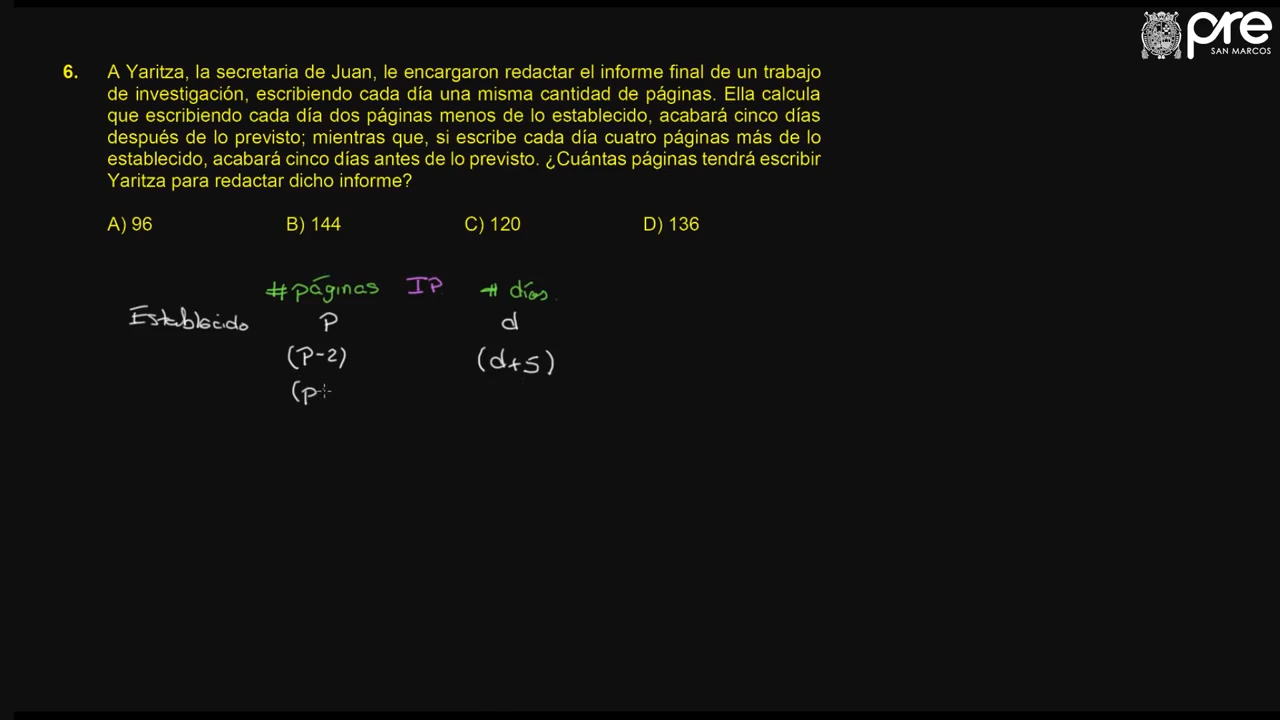 pre
SAN MARCOS
6. A Yaritza, la secretaria de Juan, le encargaron redactar el informe final de un trabajo
de investigación, escribiendo cada día una misma cantidad de páginas. Ella calcula
que escribiendo cada día dos páginas menos de lo establecido, acabará cinco días
después de lo previsto; mientras que, si escribe cada día cuatro páginas más de lo
establecido, acabará cinco días antes de lo previsto. ¿Cuántas páginas tendrá escribir
Yaritza para redactar dicho informe?
A) 96 B) 144 C) 120 D) 136
# páginas IP # días
Establecido P d
(P-2) (d+5)
(p+